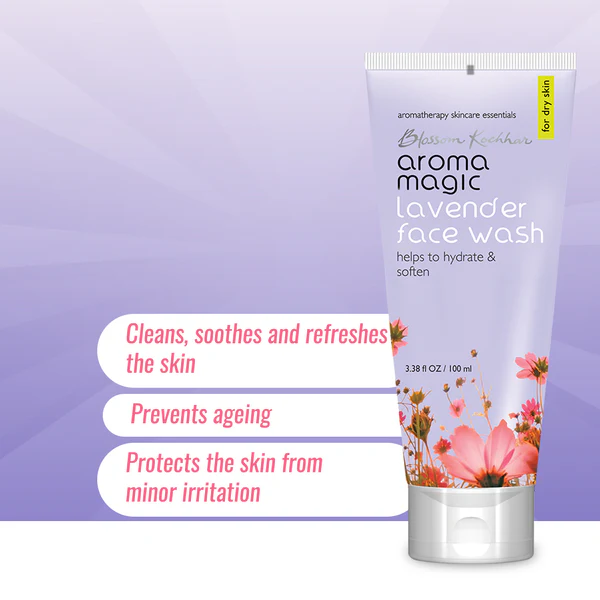 for dry skin
aromatherapy skincare essentials
Blossom Kochhar
aroma
magic
lavender
face wash
helps to hydrate &
soften
3.38 fl OZ / 100 ml
Cleans, soothes and refreshes
the skin
Prevents ageing
Protects the skin from
minor irritation